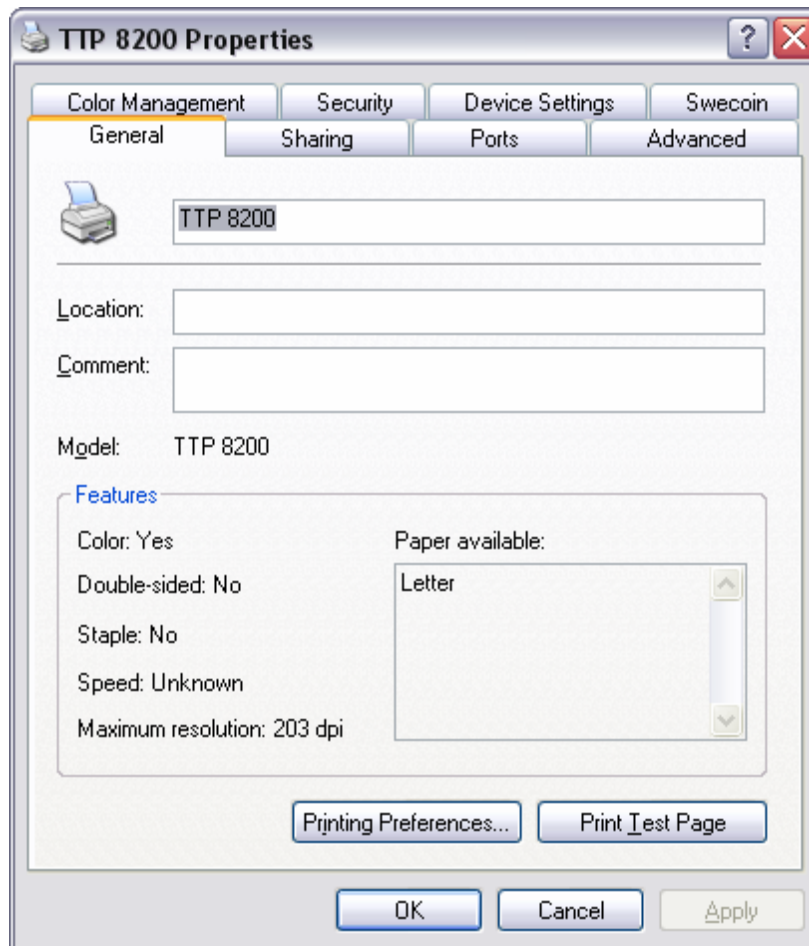 TTP 8200 Properties
?
Color Management Security Device Settings Swecoin
General Sharing Ports Advanced
TTP 8200
Location:
Comment:
Model: TTP 8200
Features
Color: Yes Paper available:
Double-sided: No Letter
Staple: No
Speed: Unknown
Maximum resolution: 203 dpi
Printing Preferences... Print Test Page
OK Cancel Apply